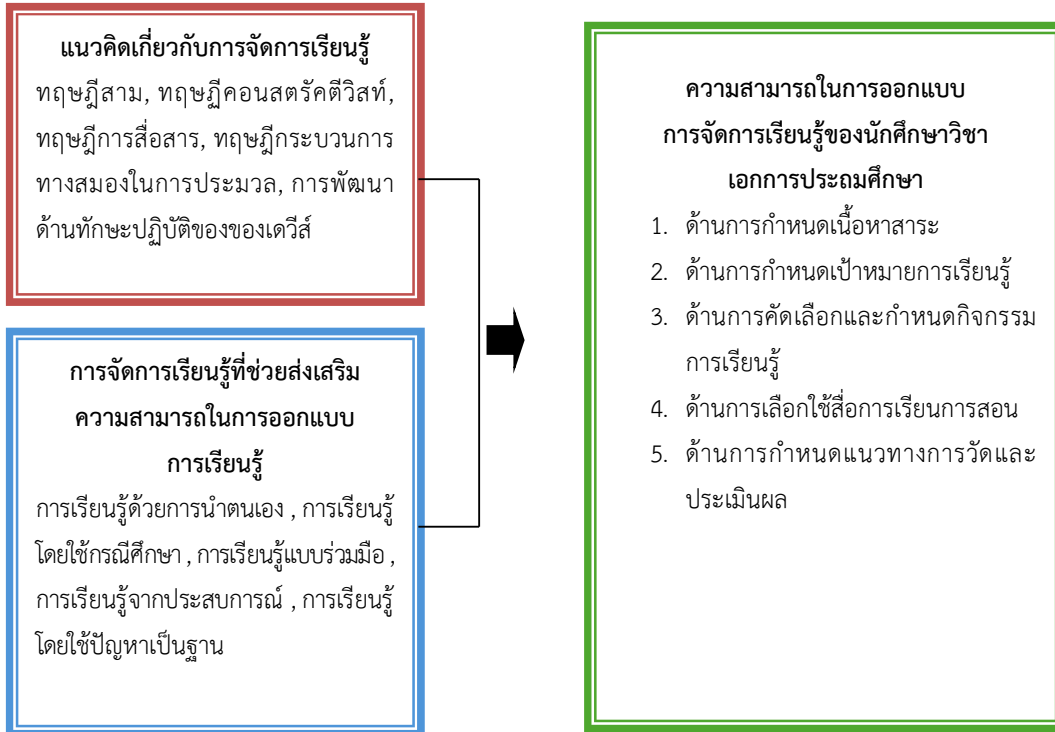 แนวคิดเกี่ยวกับการจัดการเรียนรู้
ทฤษฎีสาม, ทฤษฏีคอนสตรัคตีวิสท์,
ทฤษฎีการสื่อสาร, ทฤษฎีกระบวนการ
ทางสมองในการประมวล, การพัฒนา
ด้านทักษะปฏิบัติของของเดวีส์
การจัดการเรียนรู้ที่ช่วยส่งเสริม
ความสามารถในการออกแบบ
การเรียนรู้
การเรียนรู้ด้วยการนำตนเอง , การเรียนรู้
โดยใช้กรณีศึกษา , การเรียนรู้แบบร่วมมือ ,
การเรียนรู้จากประสบการณ์ , การเรียนรู้
โดยใช้ปัญหาเป็นฐาน
ความสามารถในการออกแบบ
การจัดการเรียนรู้ของนักศึกษาวิชา
เอกการประถมศึกษา
1. ด้านการกำหนดเนื้อหาสาระ
2. ด้านการกำหนดเป้าหมายการเรียนรู้
3. ด้านการคัดเลือกและกำหนดกิจกรรม
การเรียนรู้
4. ด้านการเลือกใช้สื่อการเรียนการสอน
5. ด้านการกำหนดแนวทางการวัดและ
ประเมินผล